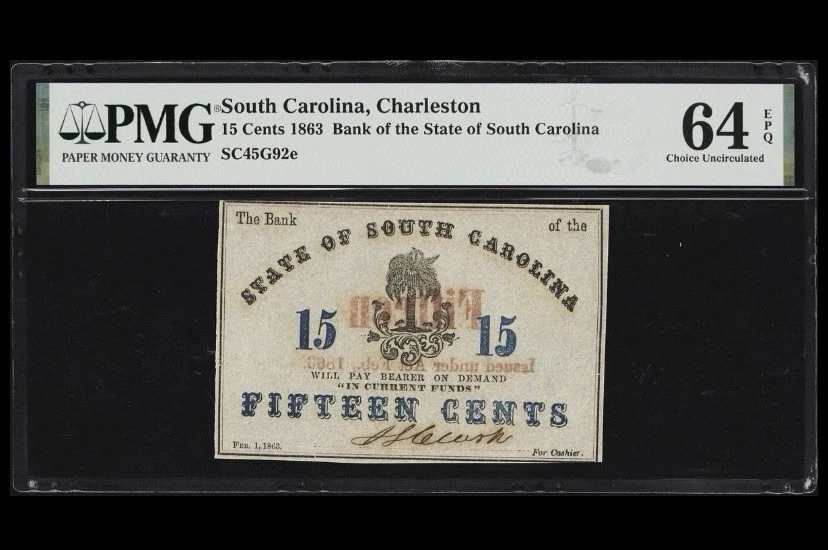 PMG®
PAPER MONEY GUARANTY
South Carolina, Charleston
15 Cents 1863 Bank of the State of South Carolina
SC45G92e
64 EPQ
Choice Uncirculated
The Bank of the
STATE OF SOUTH CAROLINA
15 15
WILL PAY BEARER ON DEMAND
"IN CURRENT FUNDS"
FIFTEEN CENTS
FEB. 1, 1863.
For Cashier.